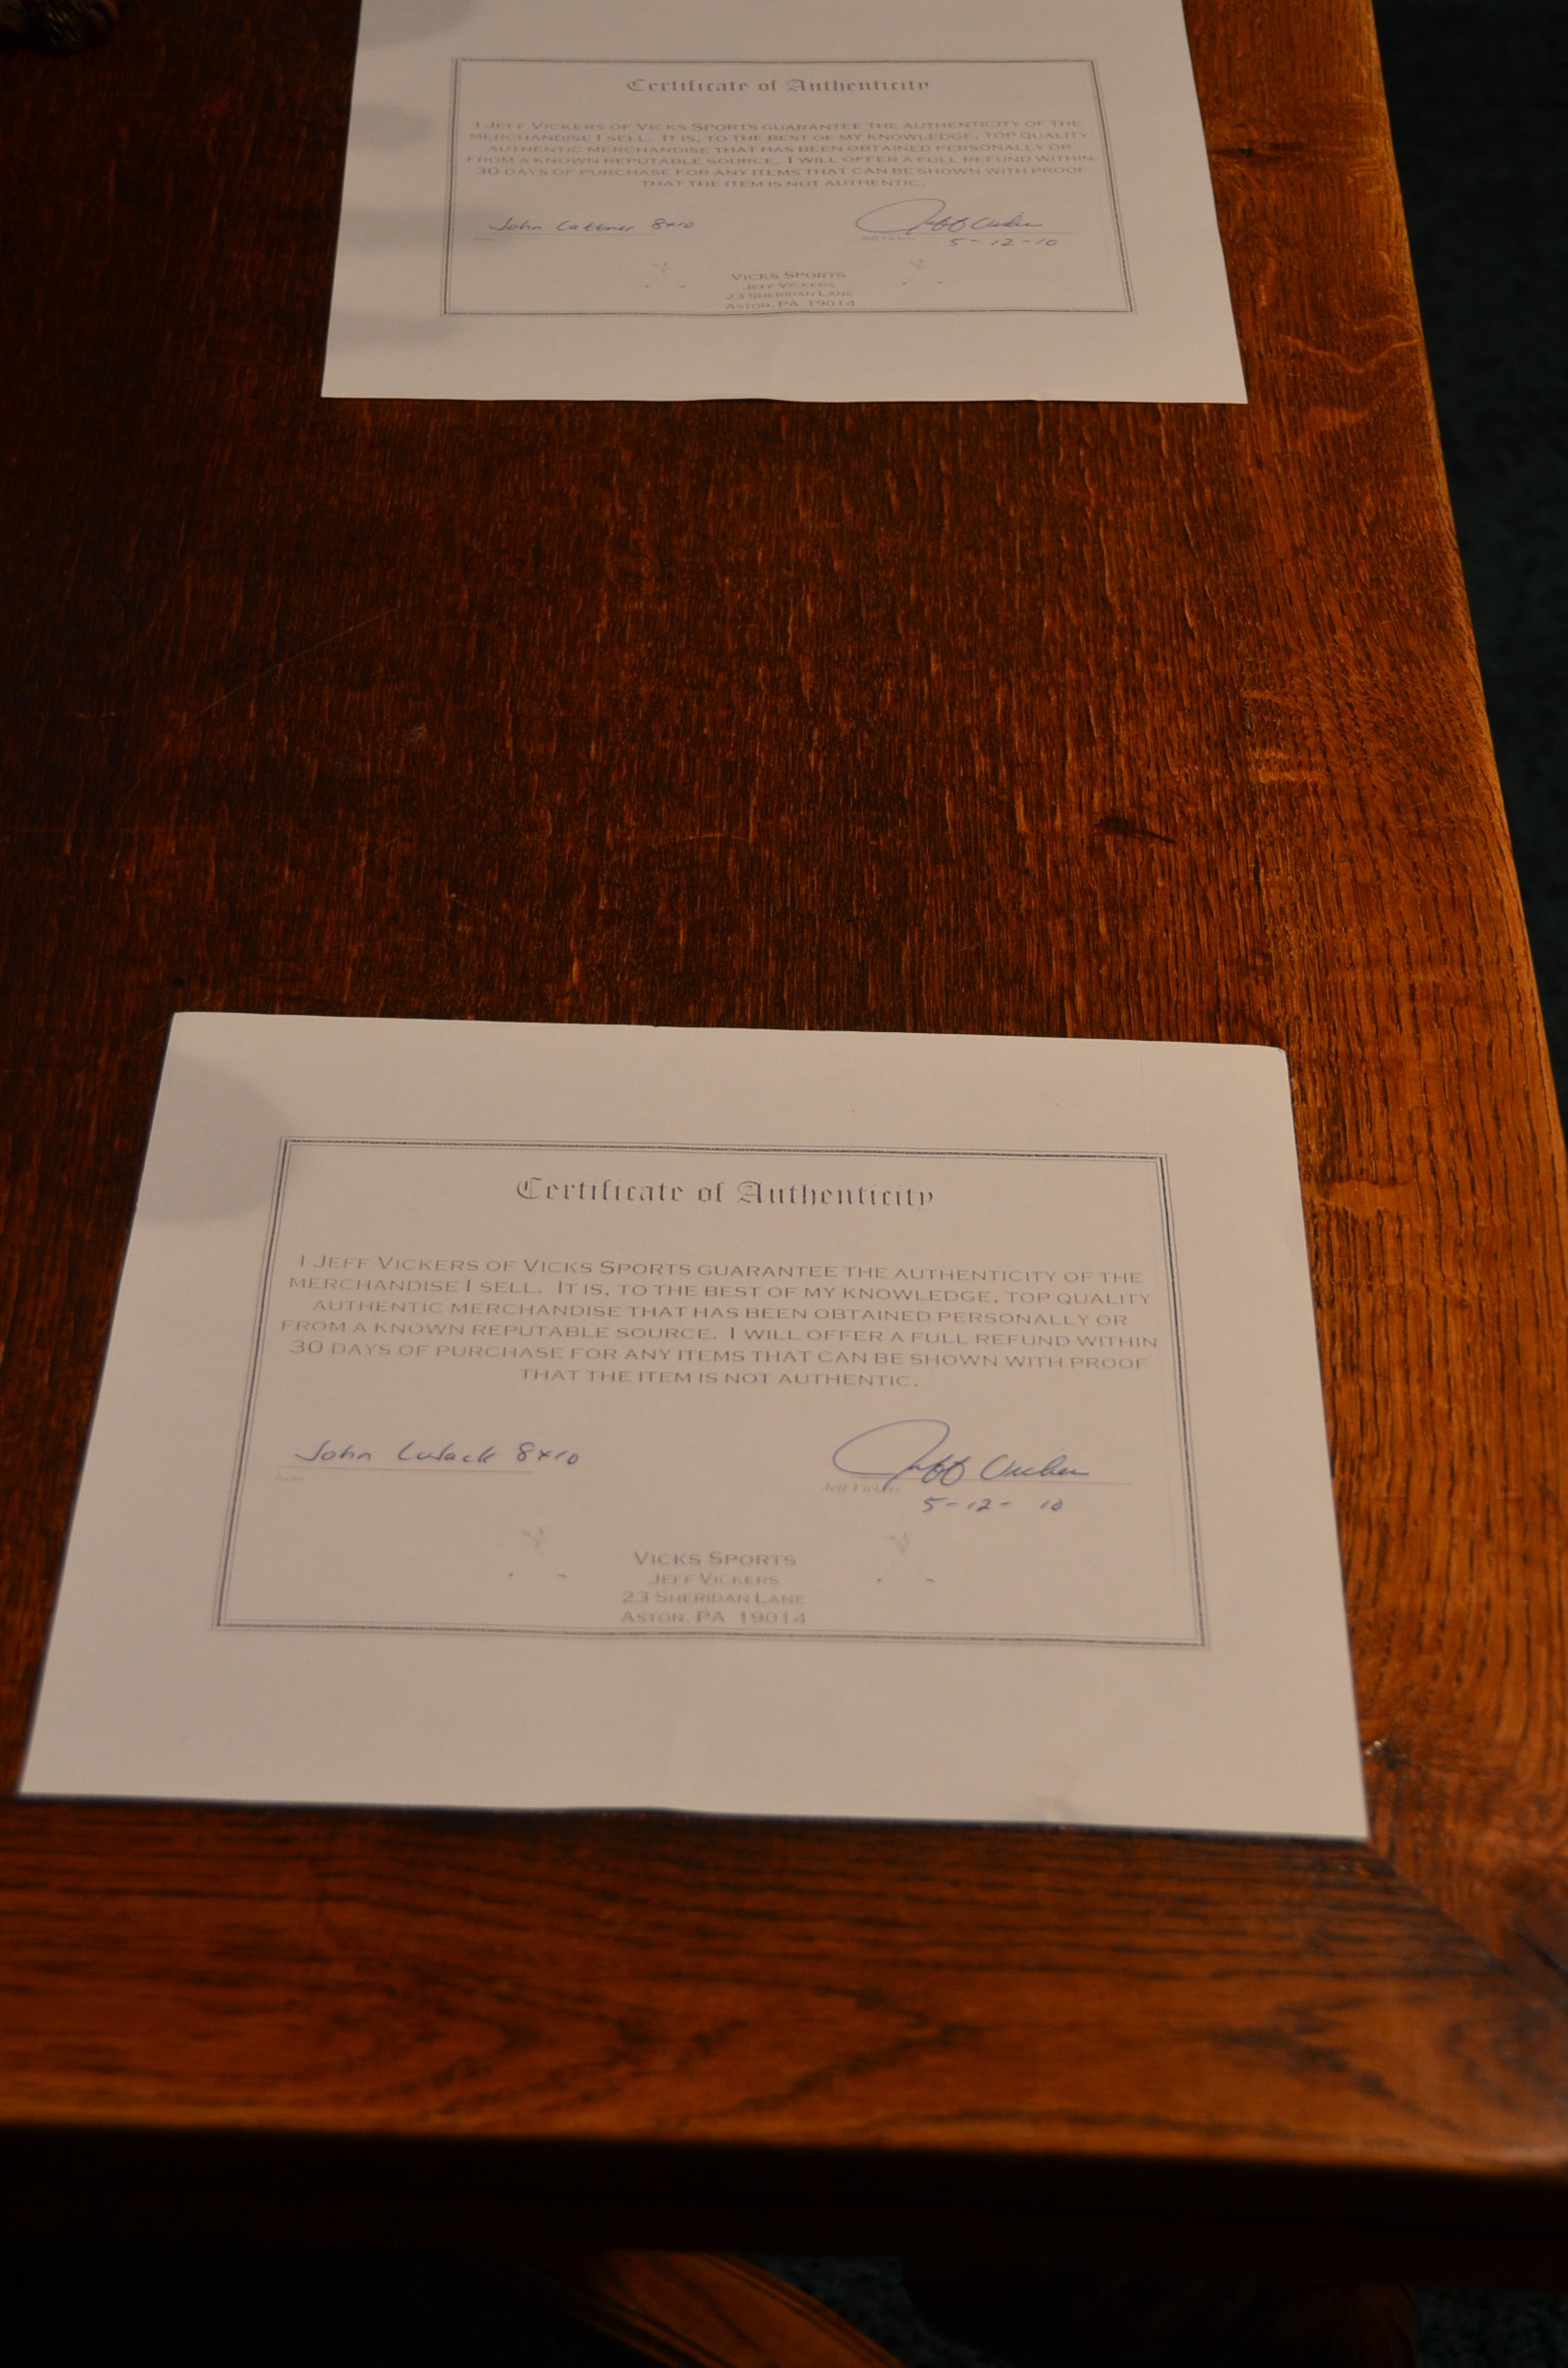 Certificate of Authenticity
I JEFF VICKERS OF VICKS SPORTS GUARANTEE THE AUTHENTICITY OF THE
MERCHANDISE I SELL. IT IS, TO THE BEST OF MY KNOWLEDGE, TOP QUALITY
AUTHENTIC MERCHANDISE THAT HAS BEEN OBTAINED PERSONALLY OR
FROM A KNOWN REPUTABLE SOURCE. I WILL OFFER A FULL REFUND WITHIN
30 DAYS OF PURCHASE FOR ANY ITEMS THAT CAN BE SHOWN WITH PROOF
THAT THE ITEM IS NOT AUTHENTIC.
John Lattner 8x10
Jeff Vickers
Item
Jeff Vickers
5-12-10
VICKS SPORTS
JEFF VICKERS
23 SHERIDAN LANE
ASTON, PA 19014
Certificate of Authenticity
I JEFF VICKERS OF VICKS SPORTS GUARANTEE THE AUTHENTICITY OF THE
MERCHANDISE I SELL. IT IS, TO THE BEST OF MY KNOWLEDGE, TOP QUALITY
AUTHENTIC MERCHANDISE THAT HAS BEEN OBTAINED PERSONALLY OR
FROM A KNOWN REPUTABLE SOURCE. I WILL OFFER A FULL REFUND WITHIN
30 DAYS OF PURCHASE FOR ANY ITEMS THAT CAN BE SHOWN WITH PROOF
THAT THE ITEM IS NOT AUTHENTIC.
John Cusack 8x10
Jeff Vickers
Item
Jeff Vickers
5-12-10
VICKS SPORTS
JEFF VICKERS
23 SHERIDAN LANE
ASTON, PA 19014